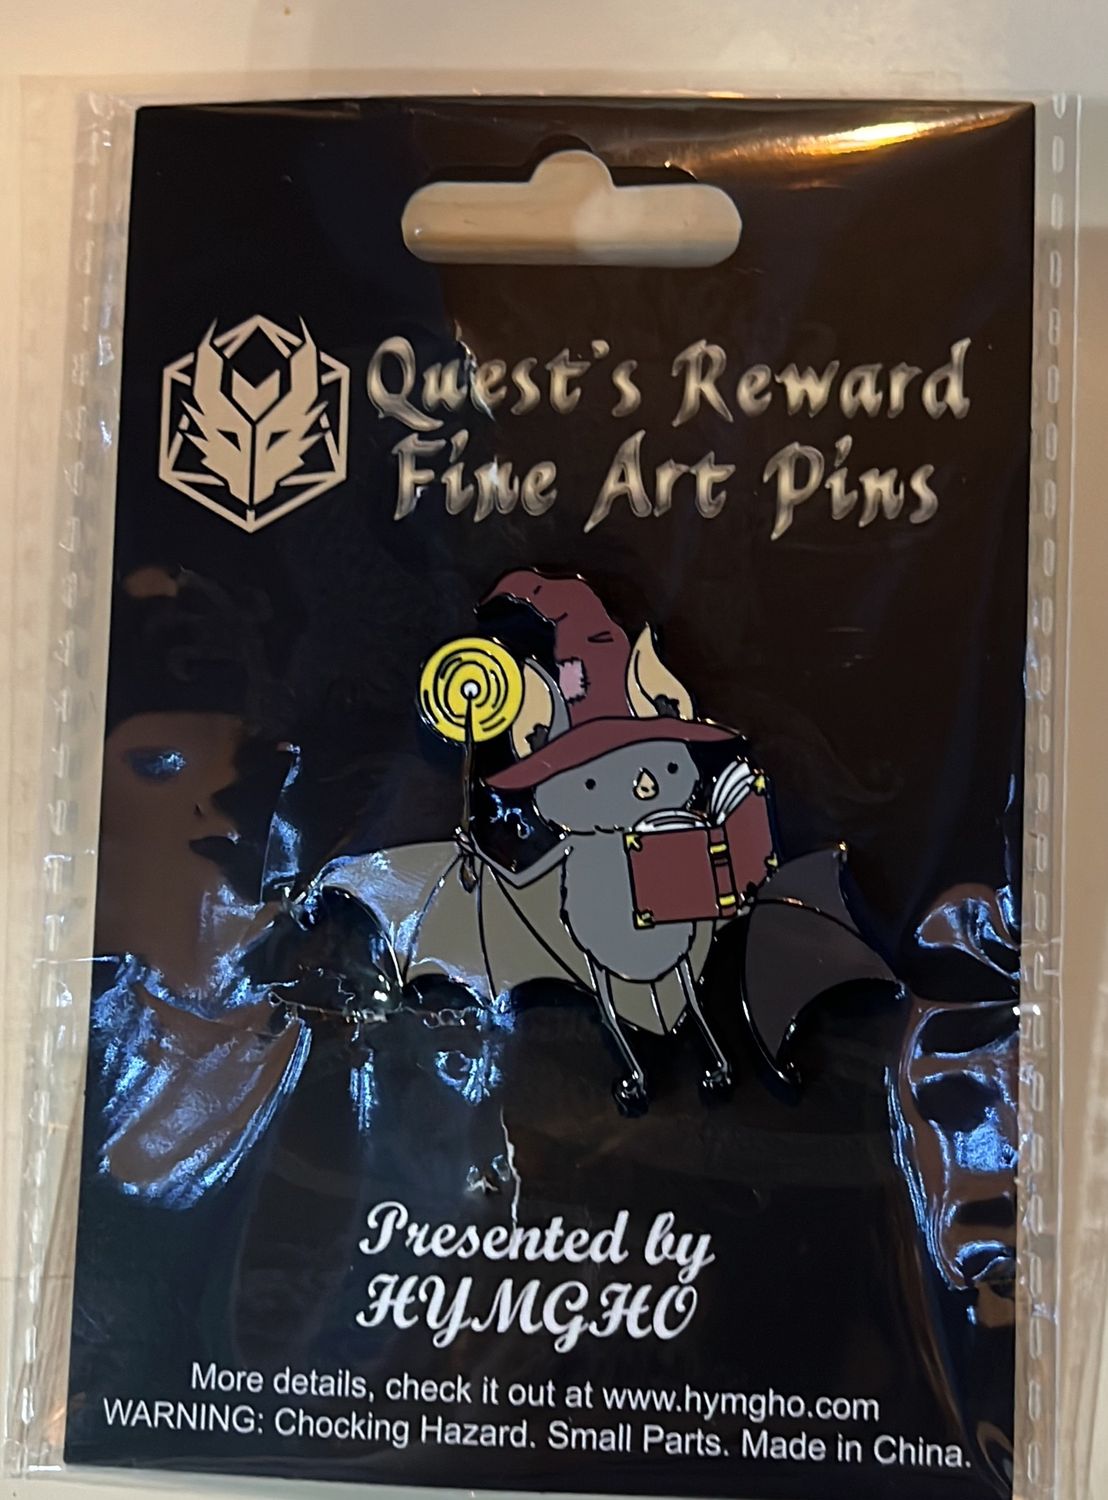 Quest's Reward
Fine Art Pins
Presented by
HYMGHO
More details, check it out at www.hymgho.com
WARNING: Chocking Hazard. Small Parts. Made in China.